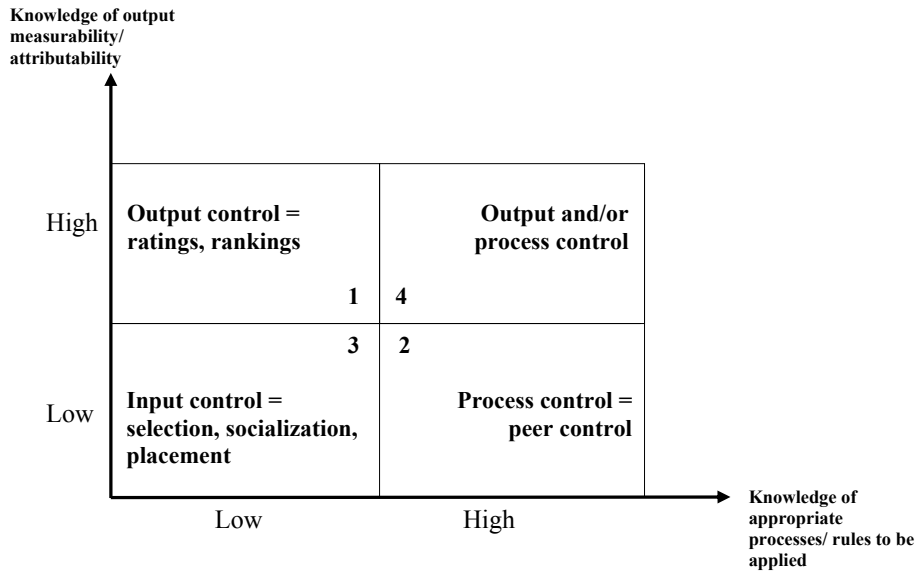 Knowledge of output
measurability/
attributability
High
Output control =
ratings, rankings
1
Output and/or
process control
4
Low
3
Input control =
selection, socialization,
placement
2
Process control =
peer control
Low
High
Knowledge of
appropriate
processes/ rules to be
applied